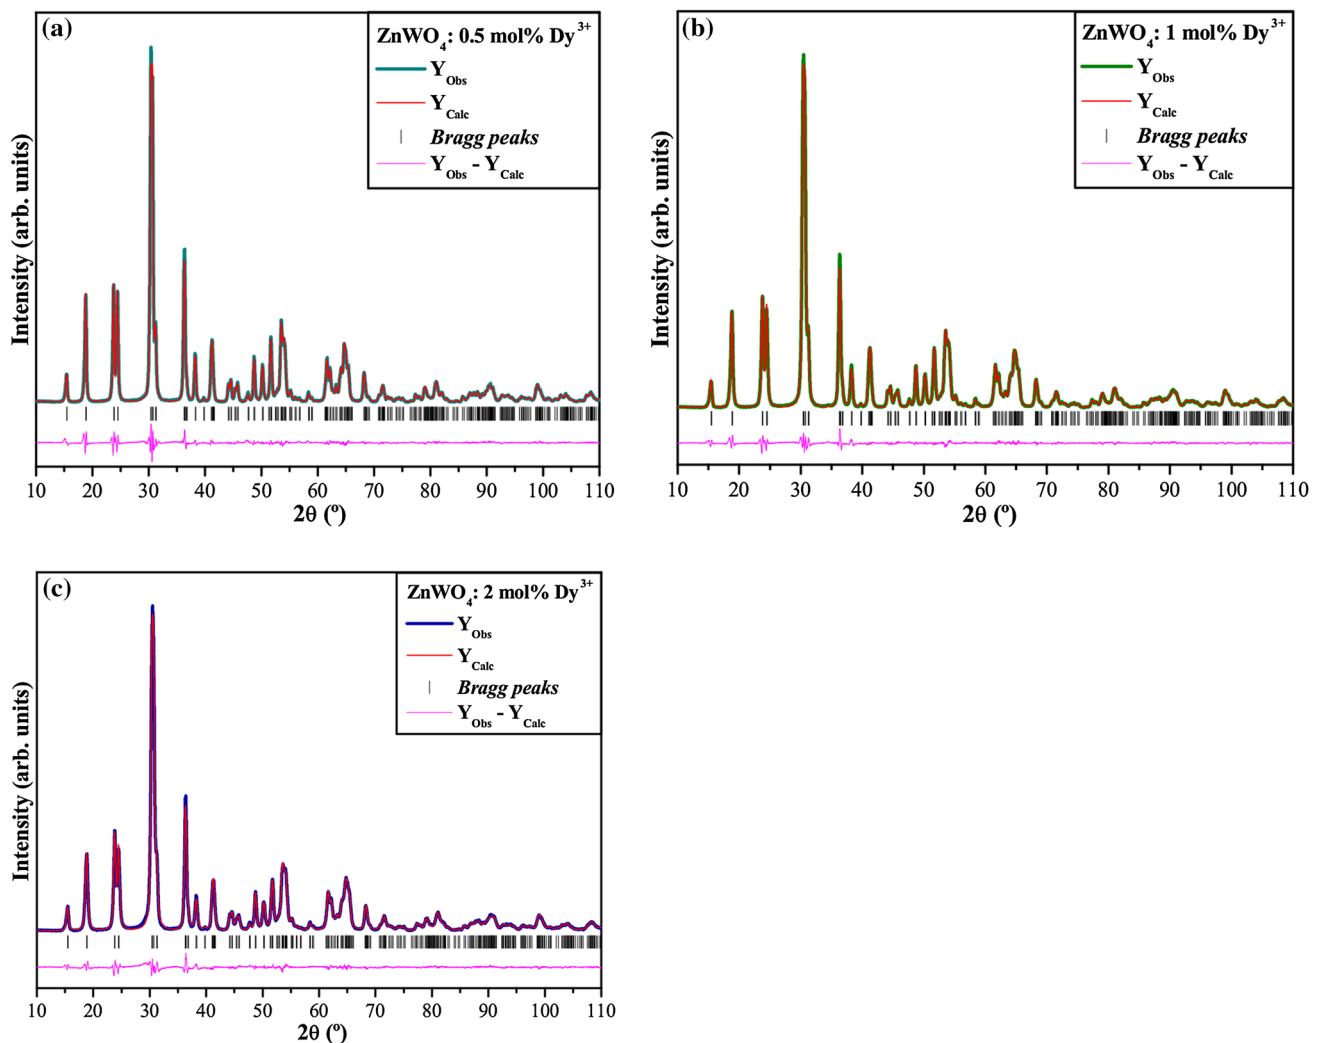 (a)
ZnWO4: 0.5 mol% Dy3+
YObs
YCalc
Bragg peaks
YObs - YCalc
Intensity (arb. units)
10 20 30 40 50 60 70 80 90 100 110
2θ (º)
(b)
ZnWO4: 1 mol% Dy3+
YObs
YCalc
Bragg peaks
YObs - YCalc
Intensity (arb. units)
10 20 30 40 50 60 70 80 90 100 110
2θ (º)
(c)
ZnWO4: 2 mol% Dy3+
YObs
YCalc
Bragg peaks
YObs - YCalc
Intensity (arb. units)
10 20 30 40 50 60 70 80 90 100 110
2θ (º)